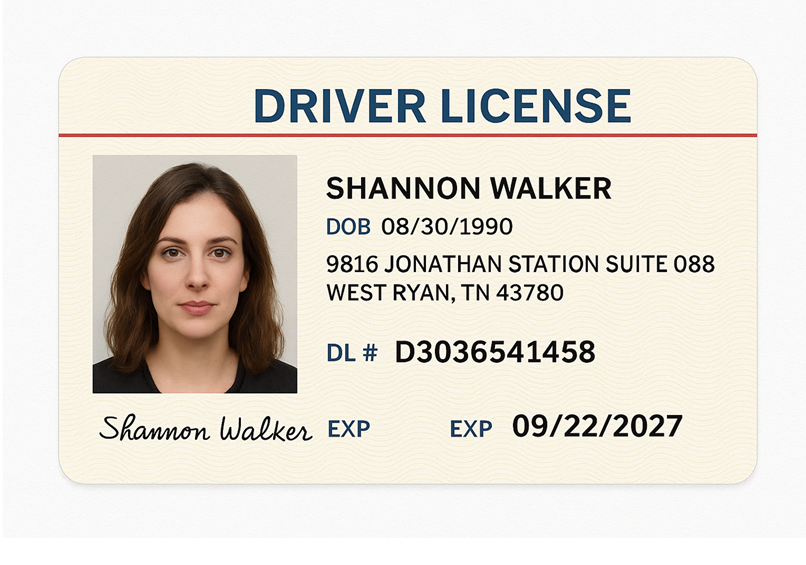 DRIVER LICENSE
SHANNON WALKER
DOB 08/30/1990
9816 JONATHAN STATION SUITE 088
WEST RYAN, TN 43780
DL # D3036541458
Shannon Walker EXP EXP 09/22/2027